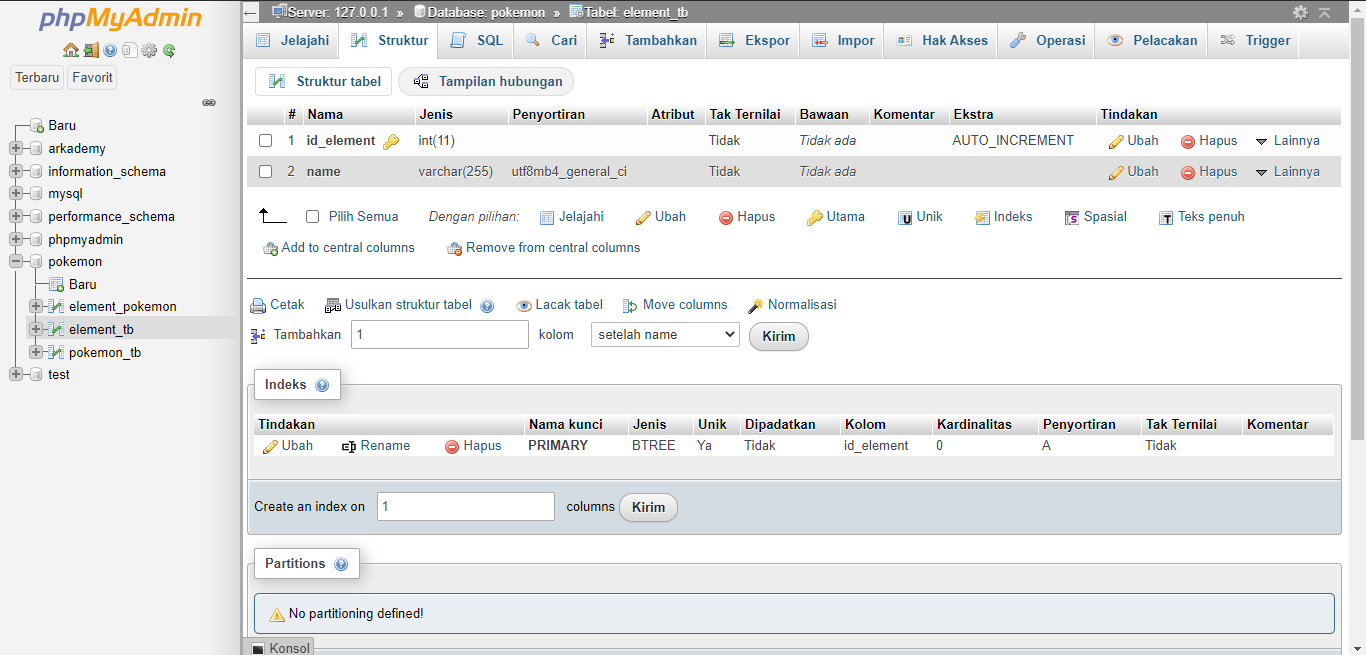 phpMyAdmin
Terbaru Favorit
Baru
arkademy
information_schema
mysql
performance_schema
phpmyadmin
pokemon
Baru
element_pokemon
element_tb
pokemon_tb
test
Server: 127.0.0.1 » Database: pokemon » Tabel: element_tb
Jelajahi Struktur SQL Cari Tambahkan Ekspor Impor Hak Akses Operasi Pelacakan Trigger
Struktur tabel Tampilan hubungan
# Nama Jenis Penyortiran Atribut Tak Ternilai Bawaan Komentar Ekstra Tindakan
1 id_element int(11) Tidak Tidak ada AUTO_INCREMENT Ubah Hapus Lainnya
2 name varchar(255) utf8mb4_general_ci Tidak Tidak ada Ubah Hapus Lainnya
Pilih Semua Dengan pilihan: Jelajahi Ubah Hapus Utama Unik Indeks Spasial Teks penuh
Add to central columns Remove from central columns
Cetak Usulkan struktur tabel Lacak tabel Move columns Normalisasi
Tambahkan 1 kolom setelah name Kirim
Indeks
Tindakan Nama kunci Jenis Unik Dipadatkan Kolom Kardinalitas Penyortiran Tak Ternilai Komentar
Ubah Rename Hapus PRIMARY BTREE Ya Tidak id_element 0 A Tidak
Create an index on 1 columns Kirim
Partitions
No partitioning defined!
Konsol